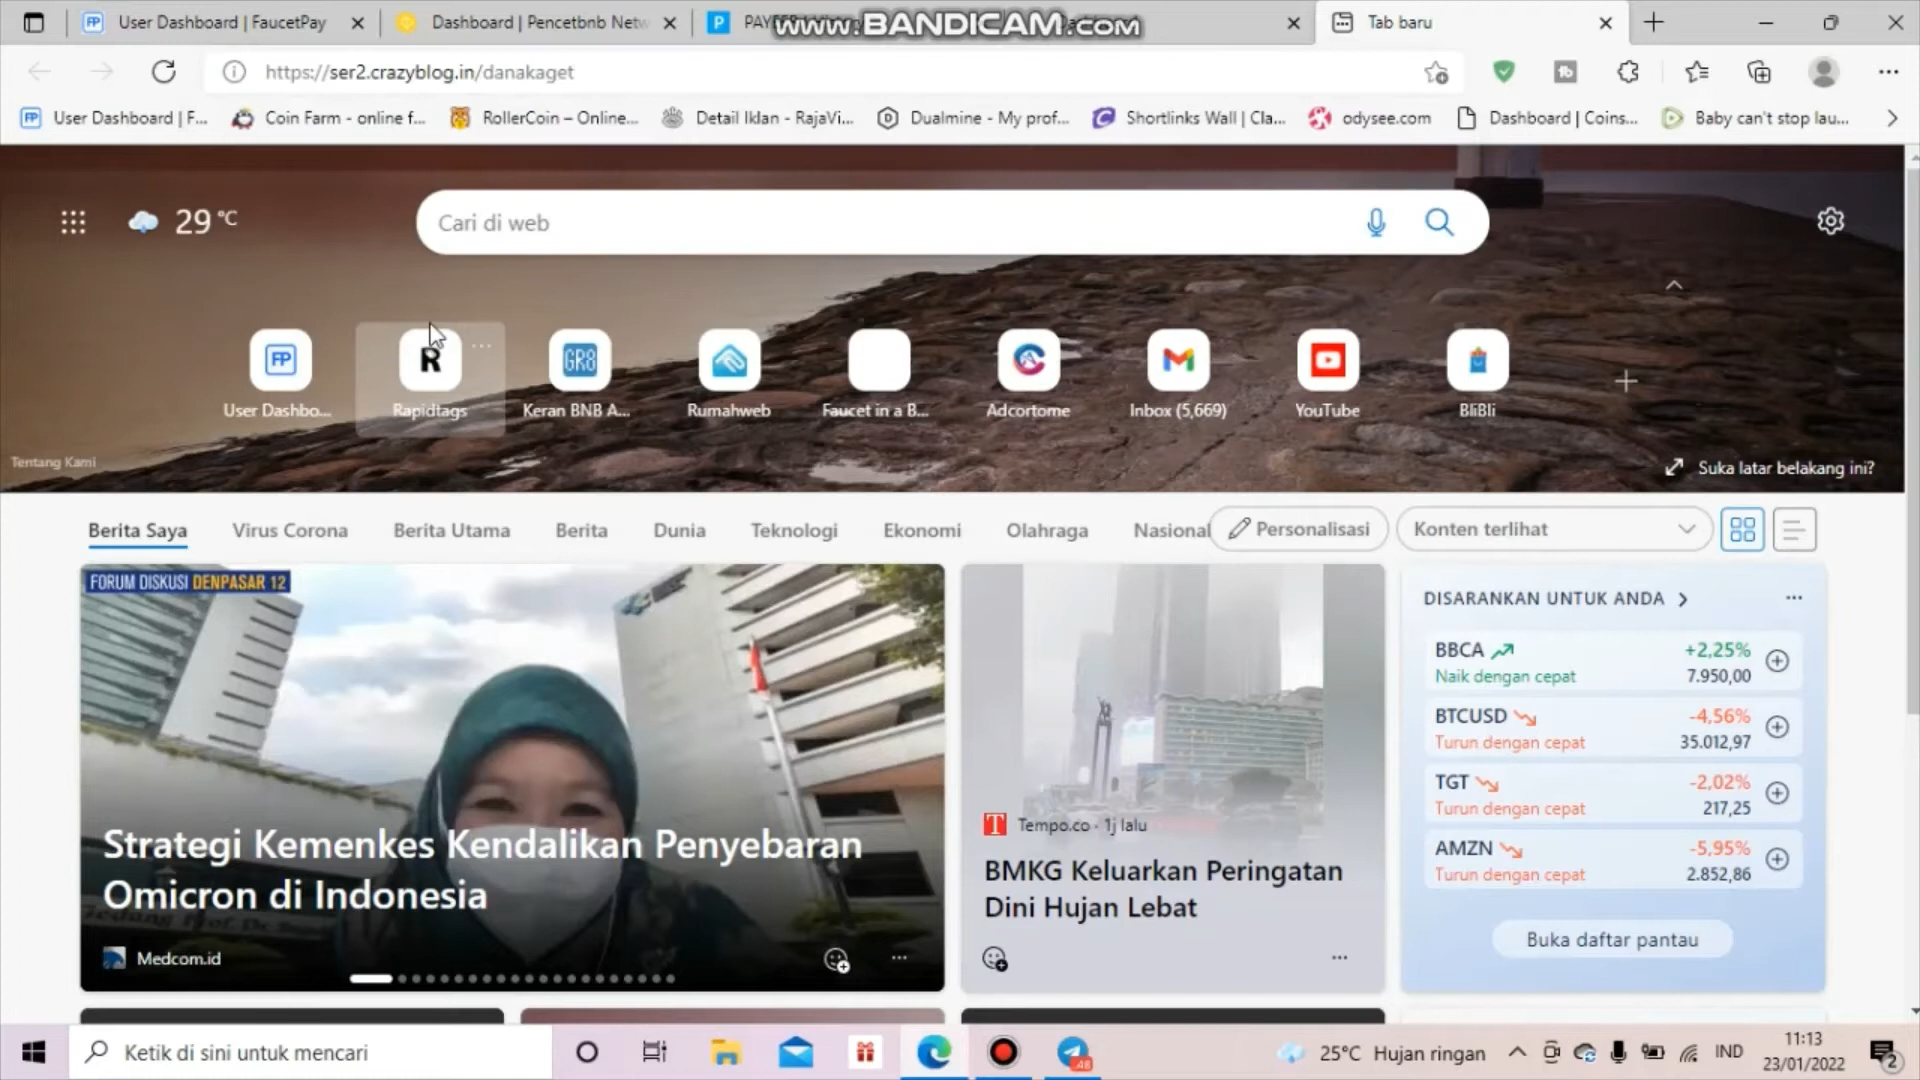 User Dashboard | FaucetPay
Dashboard | Pencetbnb Netw
www.BANDICAM.com
Tab baru
https://ser2.crazyblog.in/danakaget
User Dashboard | F...
Coin Farm - online f...
RollerCoin – Online...
Detail Iklan - RajaVi...
Dualmine - My prof...
Shortlinks Wall | Cla...
odysee.com
Dashboard | Coins...
Baby can't stop lau...
29 °C
Cari di web
FP
R
GR8
User Dashbo...
Rapidtags
Keran BNB A...
Rumahweb
Faucet in a B...
Adcortome
Inbox (5,669)
YouTube
BliBli
Tentang Kami
Suka latar belakang ini?
Berita Saya
Virus Corona
Berita Utama
Berita
Dunia
Teknologi
Ekonomi
Olahraga
Nasional
Personalisasi
Konten terlihat
FORUM DISKUSI DENPASAR 12
Strategi Kemenkes Kendalikan Penyebaran
Omicron di Indonesia
Medcom.id
Tempo.co · 1j lalu
BMKG Keluarkan Peringatan
Dini Hujan Lebat
DISARANKAN UNTUK ANDA
BBCA +2,25%
Naik dengan cepat 7.950,00
BTCUSD -4,56%
Turun dengan cepat 35.012,97
TGT -2,02%
Turun dengan cepat 217,25
AMZN -5,95%
Turun dengan cepat 2.852,86
Buka daftar pantau
Ketik di sini untuk mencari
48
25°C Hujan ringan
IND
11:13
23/01/2022
2